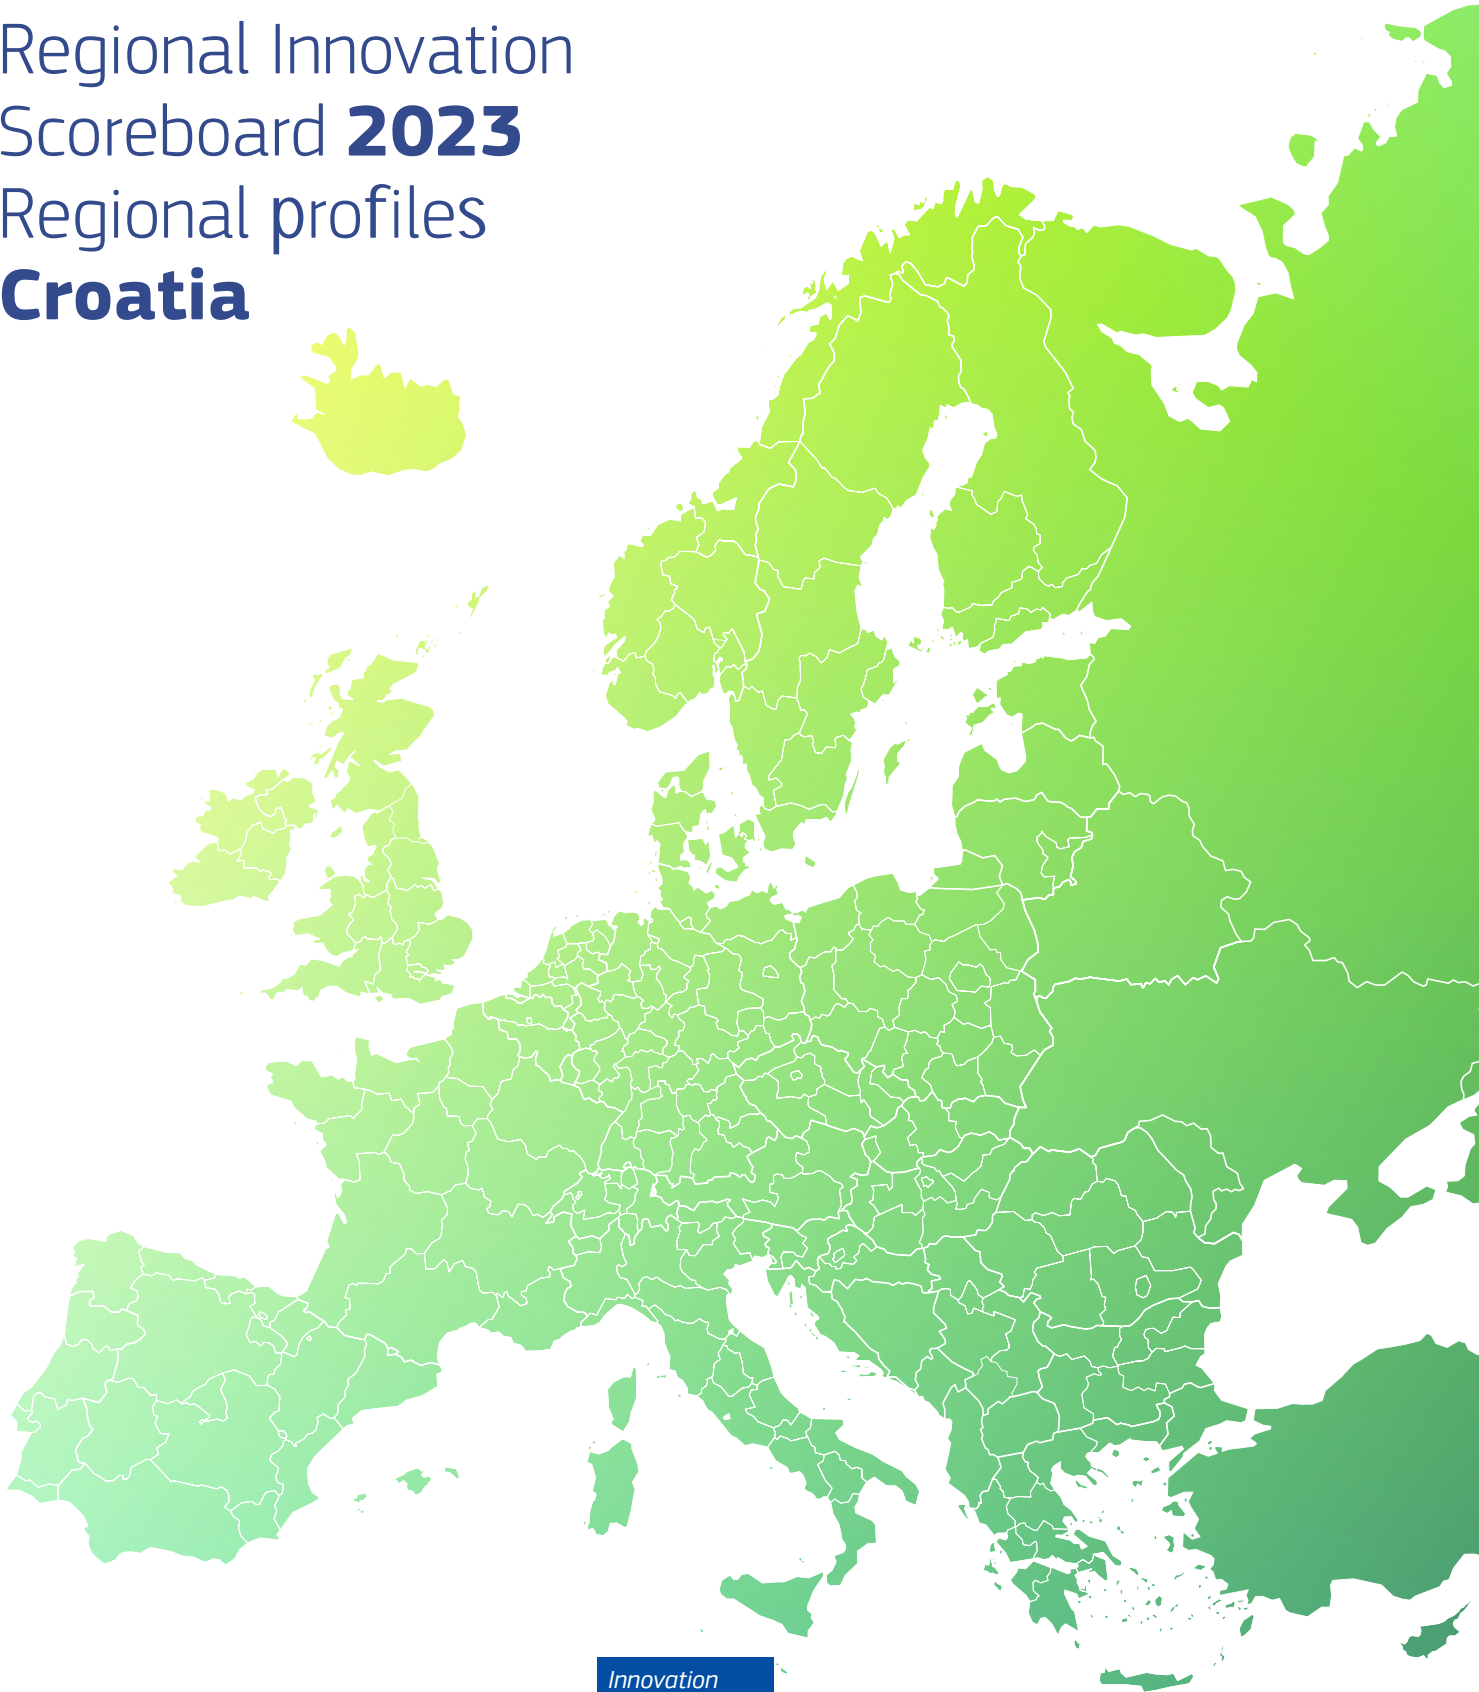 Regional Innovation
Scoreboard 2023
Regional profiles
Croatia
Innovation